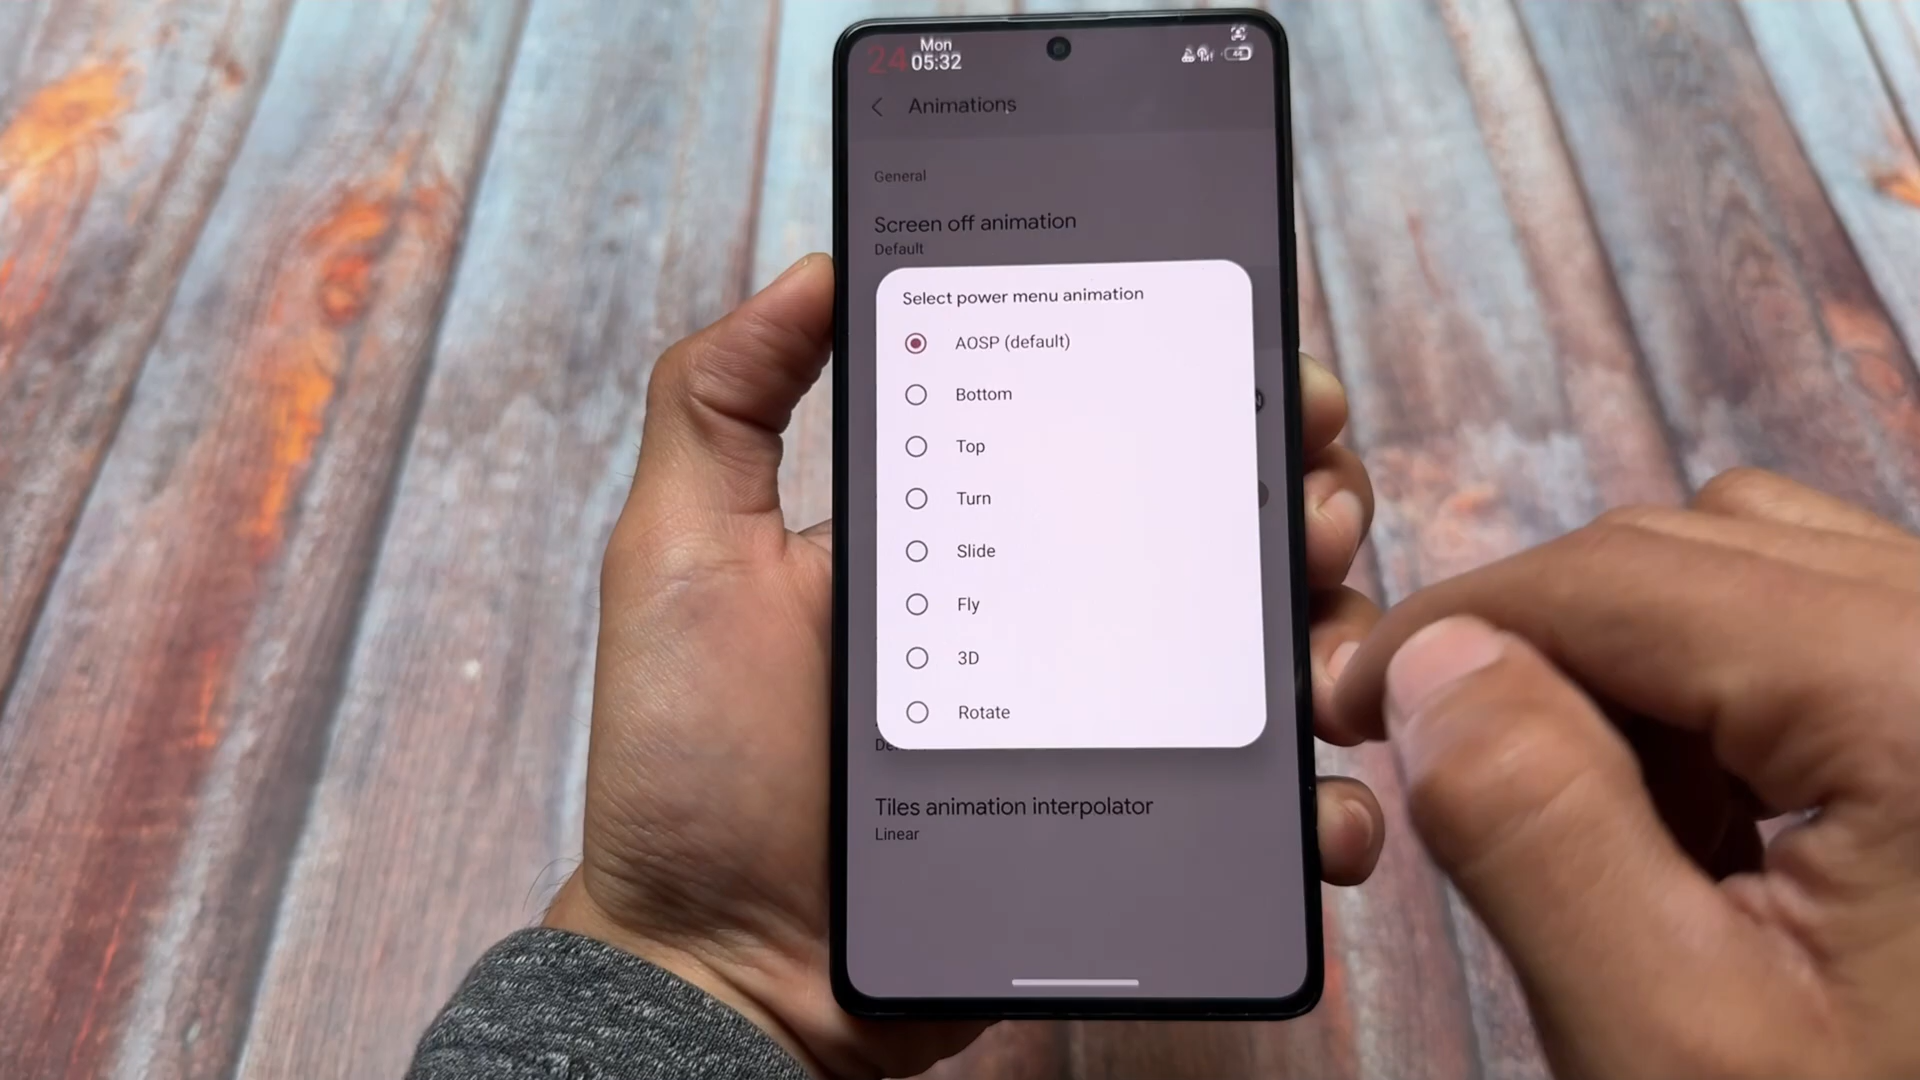 24 Mon
05:32
Animations
General
Screen off animation
Default
Select power menu animation
AOSP (default)
Bottom
Top
Turn
Slide
Fly
3D
Rotate
Tiles animation interpolator
Linear